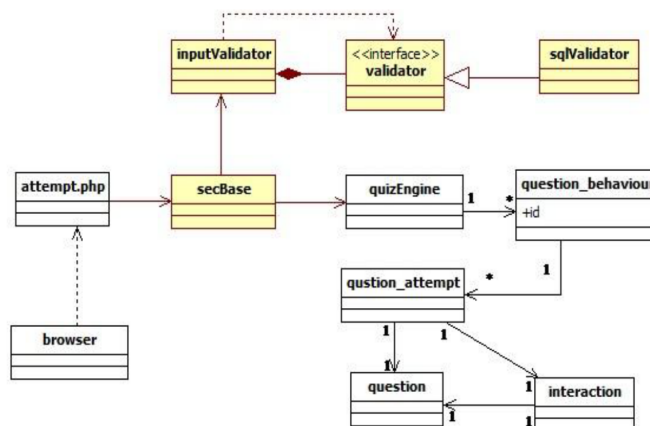 inputValidator
<<interface>>
validator
sqlValidator
attempt.php
secBase
quizEngine
question_behaviour
+id
1
*
1
*
qustion_attempt
browser
1
1
1
1
question
interaction
1
1
1